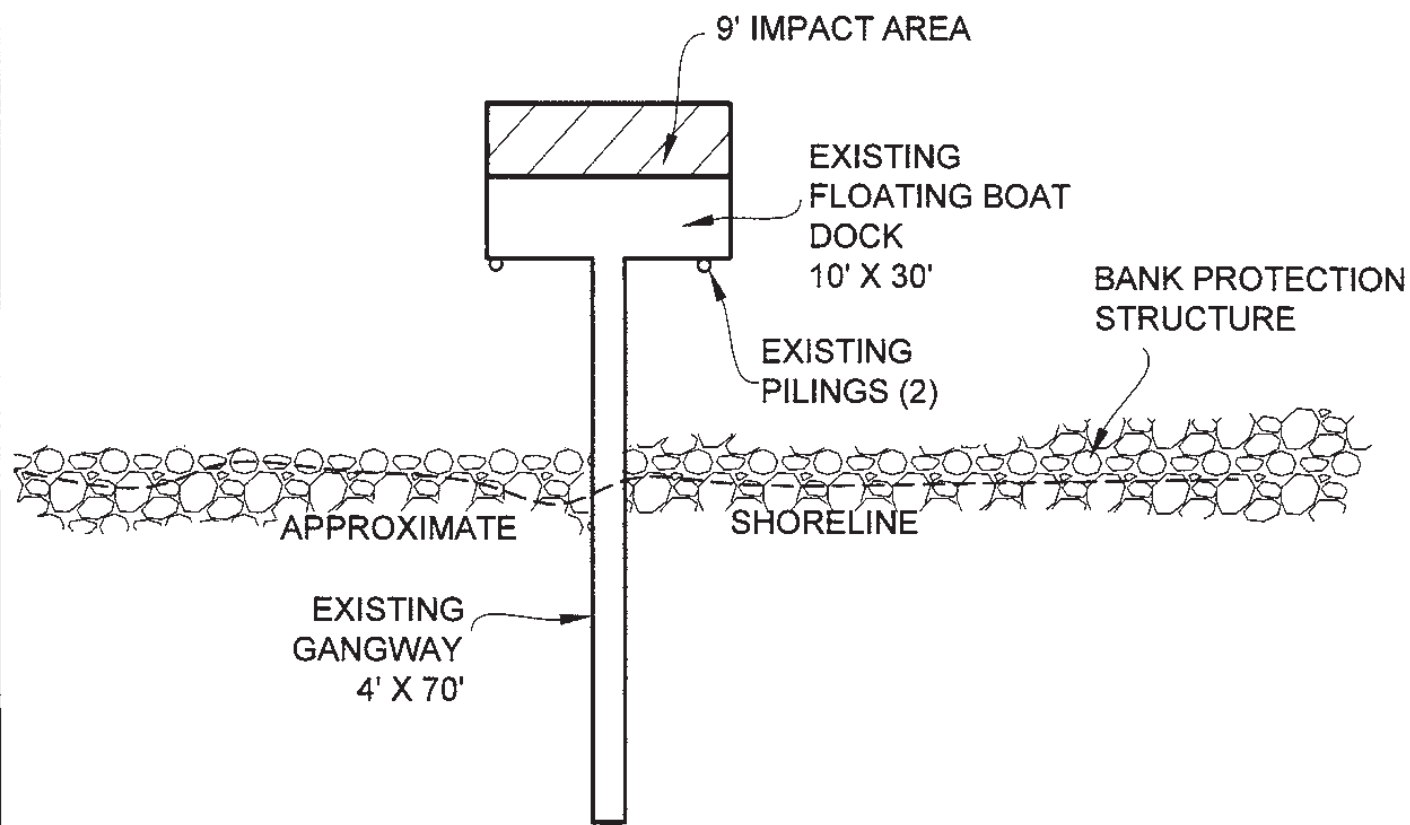 9' IMPACT AREA
EXISTING
FLOATING BOAT
DOCK
10' X 30'
BANK PROTECTION
STRUCTURE
EXISTING
PILINGS (2)
APPROXIMATE SHORELINE
EXISTING
GANGWAY
4' X 70'